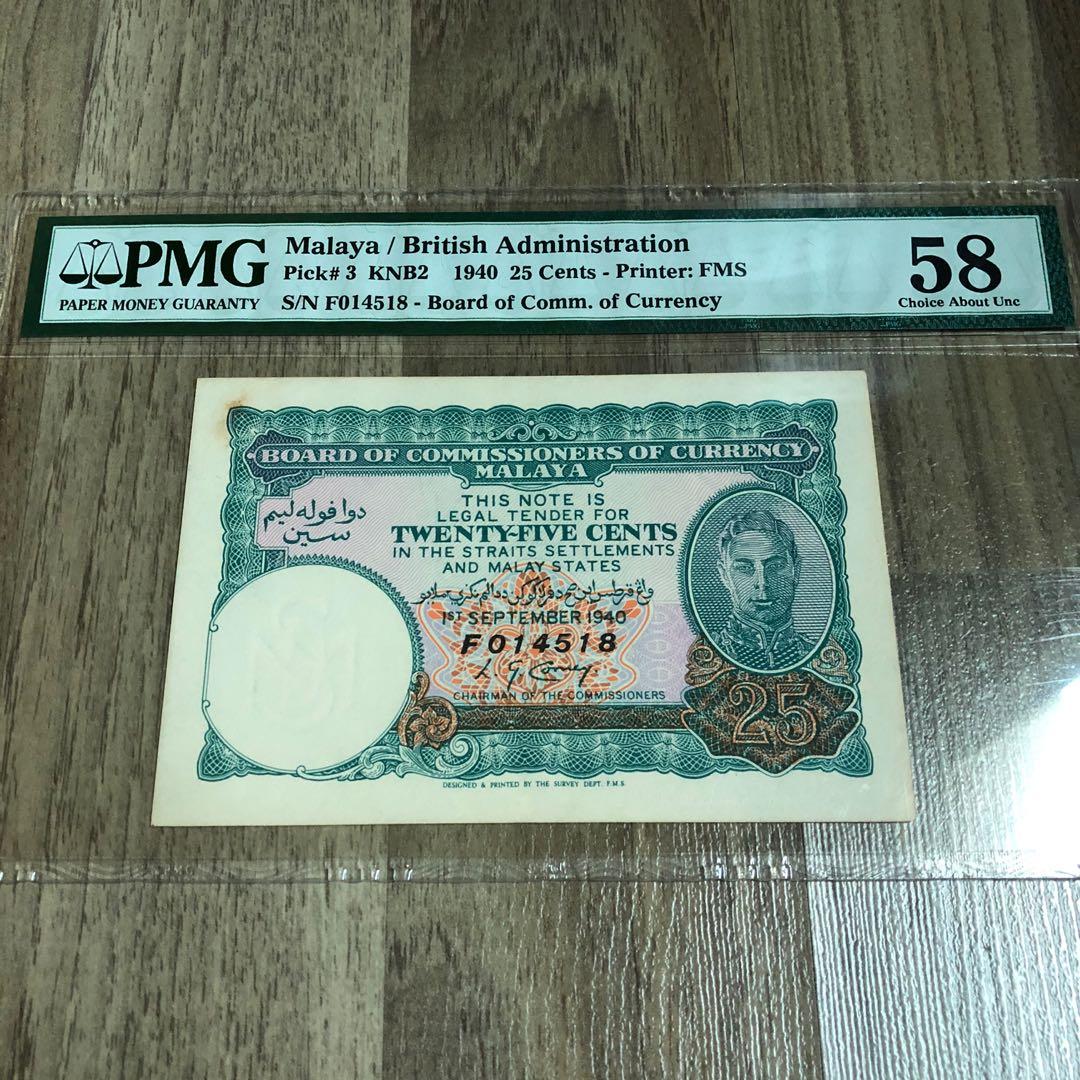 PMG
PAPER MONEY GUARANTY
Malaya / British Administration
Pick# 3 KNB2 1940 25 Cents - Printer: FMS
S/N F014518 - Board of Comm. of Currency
58
Choice About Unc
BOARD OF COMMISSIONERS OF CURRENCY
MALAYA
دوا ڤوله ليم
سين
THIS NOTE IS
LEGAL TENDER FOR
TWENTY-FIVE CENTS
IN THE STRAITS SETTLEMENTS
AND MALAY STATES
1ST SEPTEMBER 1940
F014518
CHAIRMAN OF THE COMMISSIONERS
25
DESIGNED & PRINTED BY THE SURVEY DEPT. F.M.S.